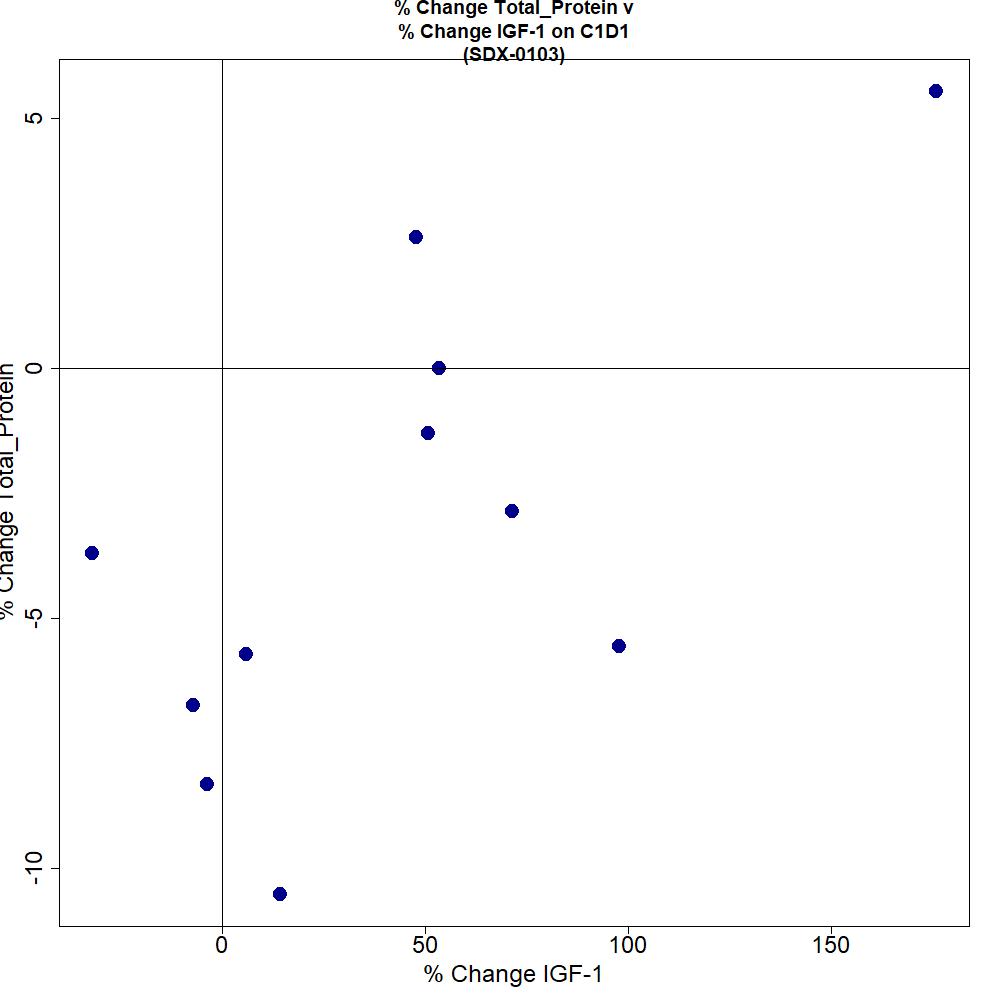 % Change Total_Protein v
% Change IGF-1 on C1D1
(SDX-0103)
% Change Total_Protein
5
0
-5
-10
0
50
100
150
% Change IGF-1